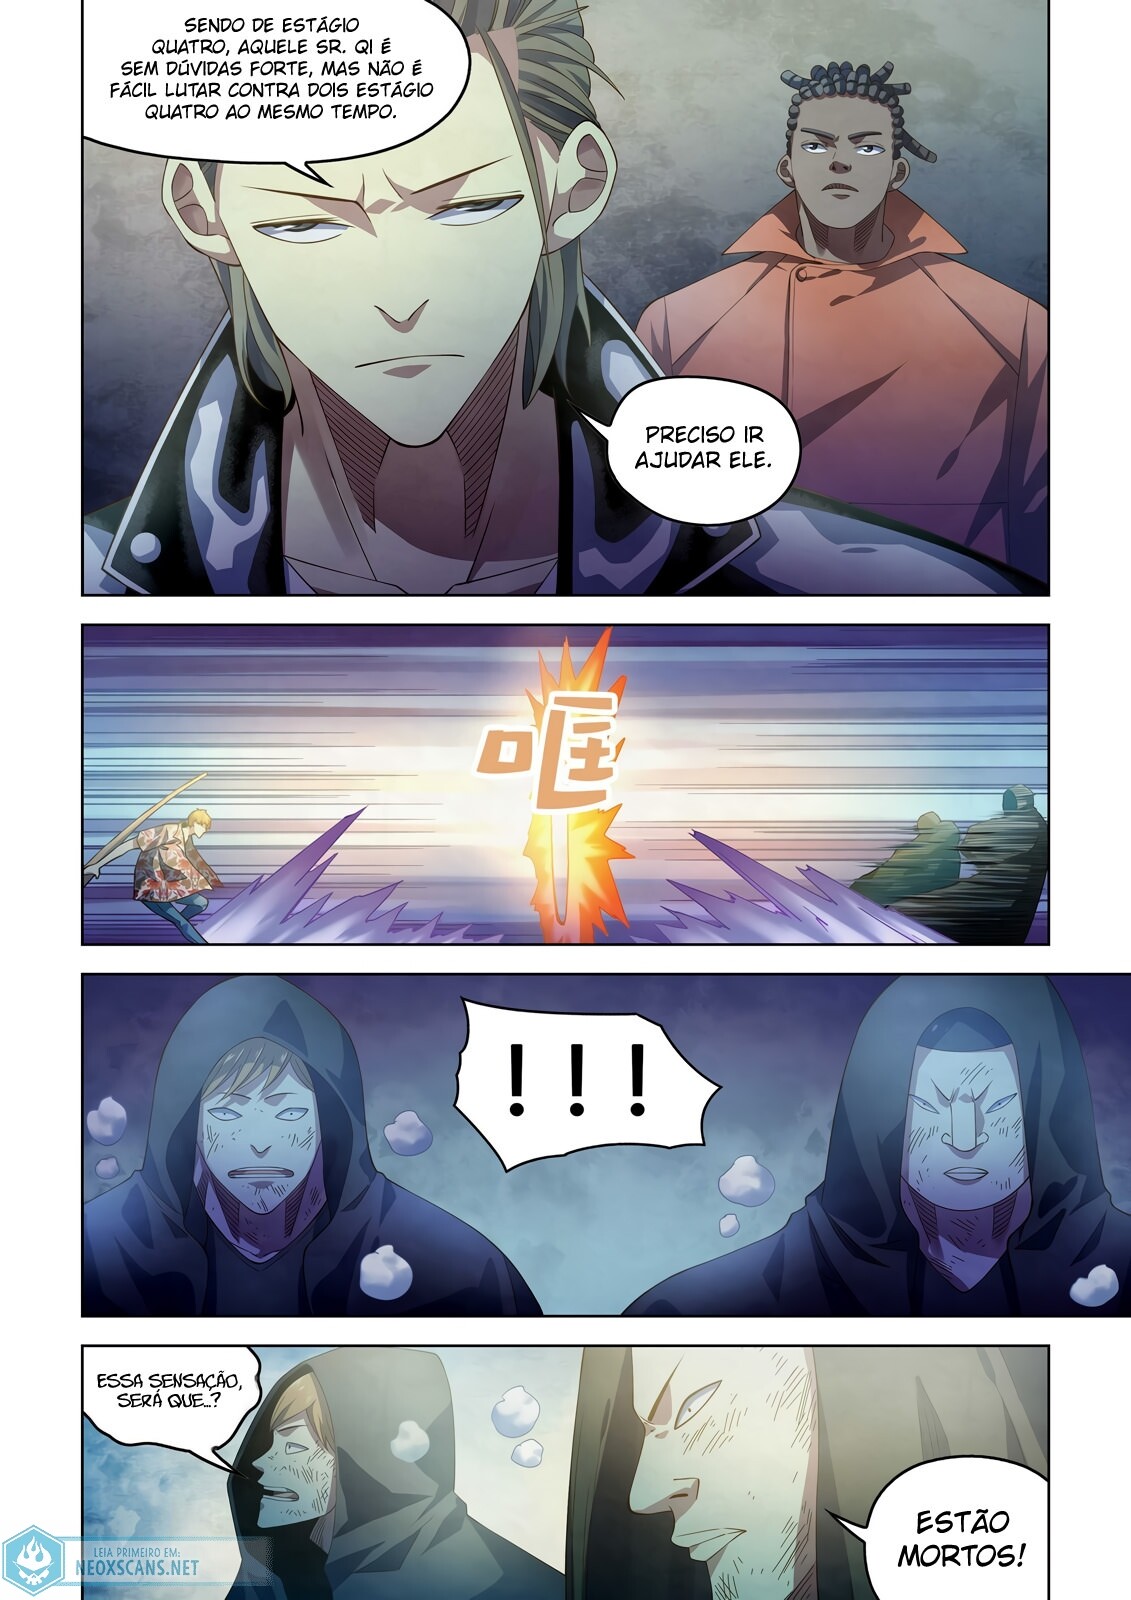 SENDO DE ESTÁGIO
QUATRO, AQUELE SR. QI É
SEM DÚVIDAS FORTE, MAS NÃO É
FÁCIL LUTAR CONTRA DOIS ESTÁGIO
QUATRO AO MESMO TEMPO.
PRECISO IR
AJUDAR ELE.
哐
!!!
ESSA SENSAÇÃO,
SERÁ QUE...?
ESTÃO
MORTOS!
LEIA PRIMEIRO EM:
NEOXSCANS.NET